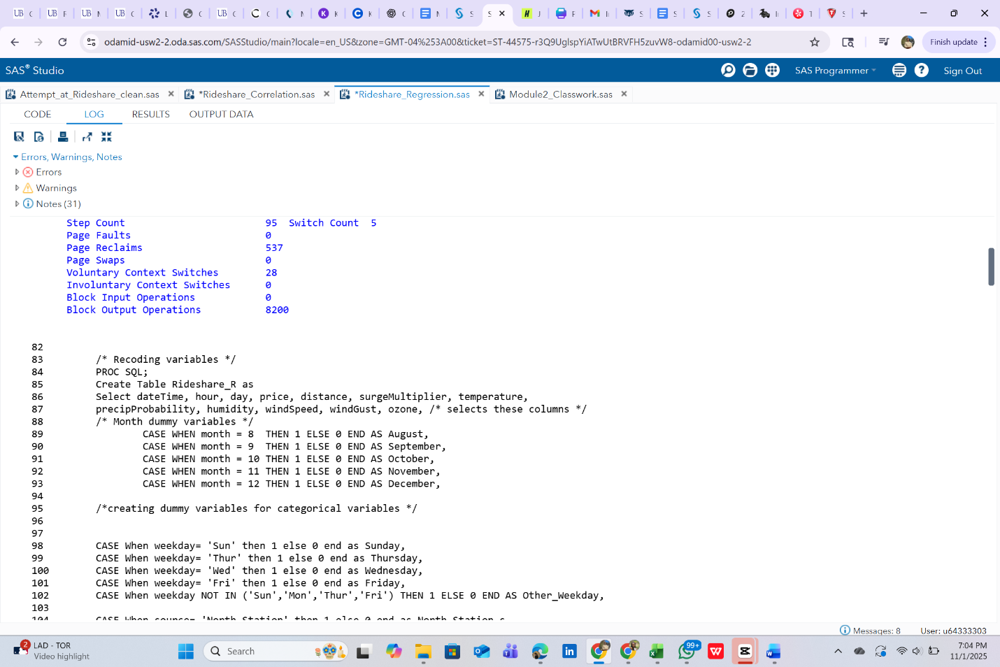 odamid-usw2-2.oda.sas.com/SASStudio/main?locale=en_US&zone=GMT-04%253A00&ticket=ST-44575-r3Q9UglspYiATwUtBRVFH5zuvW8-odamid00-usw2-2
Finish update
SAS® Studio
SAS Programmer
Sign Out
Attempt_at_Rideshare_clean.sas
*Rideshare_Correlation.sas
*Rideshare_Regression.sas
Module2_Classwork.sas
CODE LOG RESULTS OUTPUT DATA
Errors, Warnings, Notes
Errors
Warnings
Notes (31)
Step Count 95 Switch Count 5
Page Faults 0
Page Reclaims 537
Page Swaps 0
Voluntary Context Switches 28
Involuntary Context Switches 0
Block Input Operations 0
Block Output Operations 8200
82
83 /* Recoding variables */
84 PROC SQL;
85 Create Table Rideshare_R as
86 Select dateTime, hour, day, price, distance, surgeMultiplier, temperature,
87 precipProbability, humidity, windSpeed, windGust, ozone, /* selects these columns */
88 /* Month dummy variables */
89 CASE WHEN month = 8 THEN 1 ELSE 0 END AS August,
90 CASE WHEN month = 9 THEN 1 ELSE 0 END AS September,
91 CASE WHEN month = 10 THEN 1 ELSE 0 END AS October,
92 CASE WHEN month = 11 THEN 1 ELSE 0 END AS November,
93 CASE WHEN month = 12 THEN 1 ELSE 0 END AS December,
94
95 /*creating dummy variables for categorical variables */
96
97
98 CASE When weekday= 'Sun' then 1 else 0 end as Sunday,
99 CASE When weekday= 'Thur' then 1 else 0 end as Thursday,
100 CASE When weekday= 'Wed' then 1 else 0 end as Wednesday,
101 CASE When weekday= 'Fri' then 1 else 0 end as Friday,
102 CASE When weekday NOT IN ('Sun','Mon','Thur','Fri') THEN 1 ELSE 0 END AS Other_Weekday,
103
104 CASE When source= 'North Station' then 1 else 0 end as North_Station_s
Messages: 8 User: u64333303
2
LAD - TOR
Video highlight
Search
99+
7:04 PM
11/1/2025